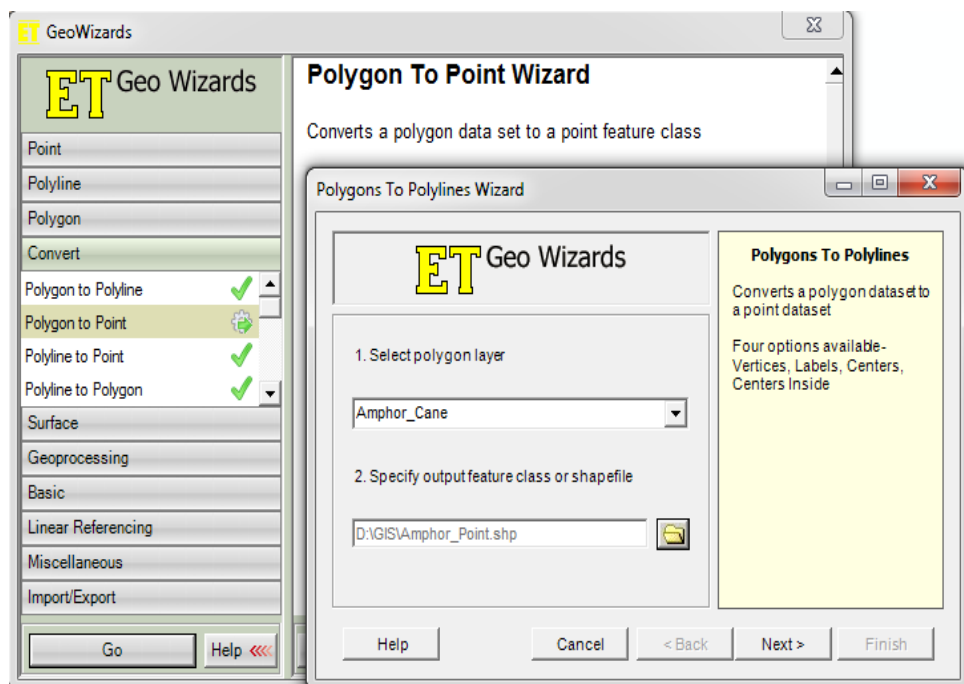 ET GeoWizards
ET Geo Wizards
Point
Polyline
Polygon
Convert
Polygon to Polyline
Polygon to Point
Polyline to Point
Polyline to Polygon
Surface
Geoprocessing
Basic
Linear Referencing
Miscellaneous
Import/Export
Go
Help
Polygon To Point Wizard
Converts a polygon data set to a point feature class
Polygons To Polylines Wizard
ET Geo Wizards
1. Select polygon layer
Amphor_Cane
2. Specify output feature class or shapefile
D:\GIS\Amphor_Point.shp
Polygons To Polylines
Converts a polygon dataset to
a point dataset
Four options available-
Vertices, Labels, Centers,
Centers Inside
Help
Cancel
< Back
Next >
Finish